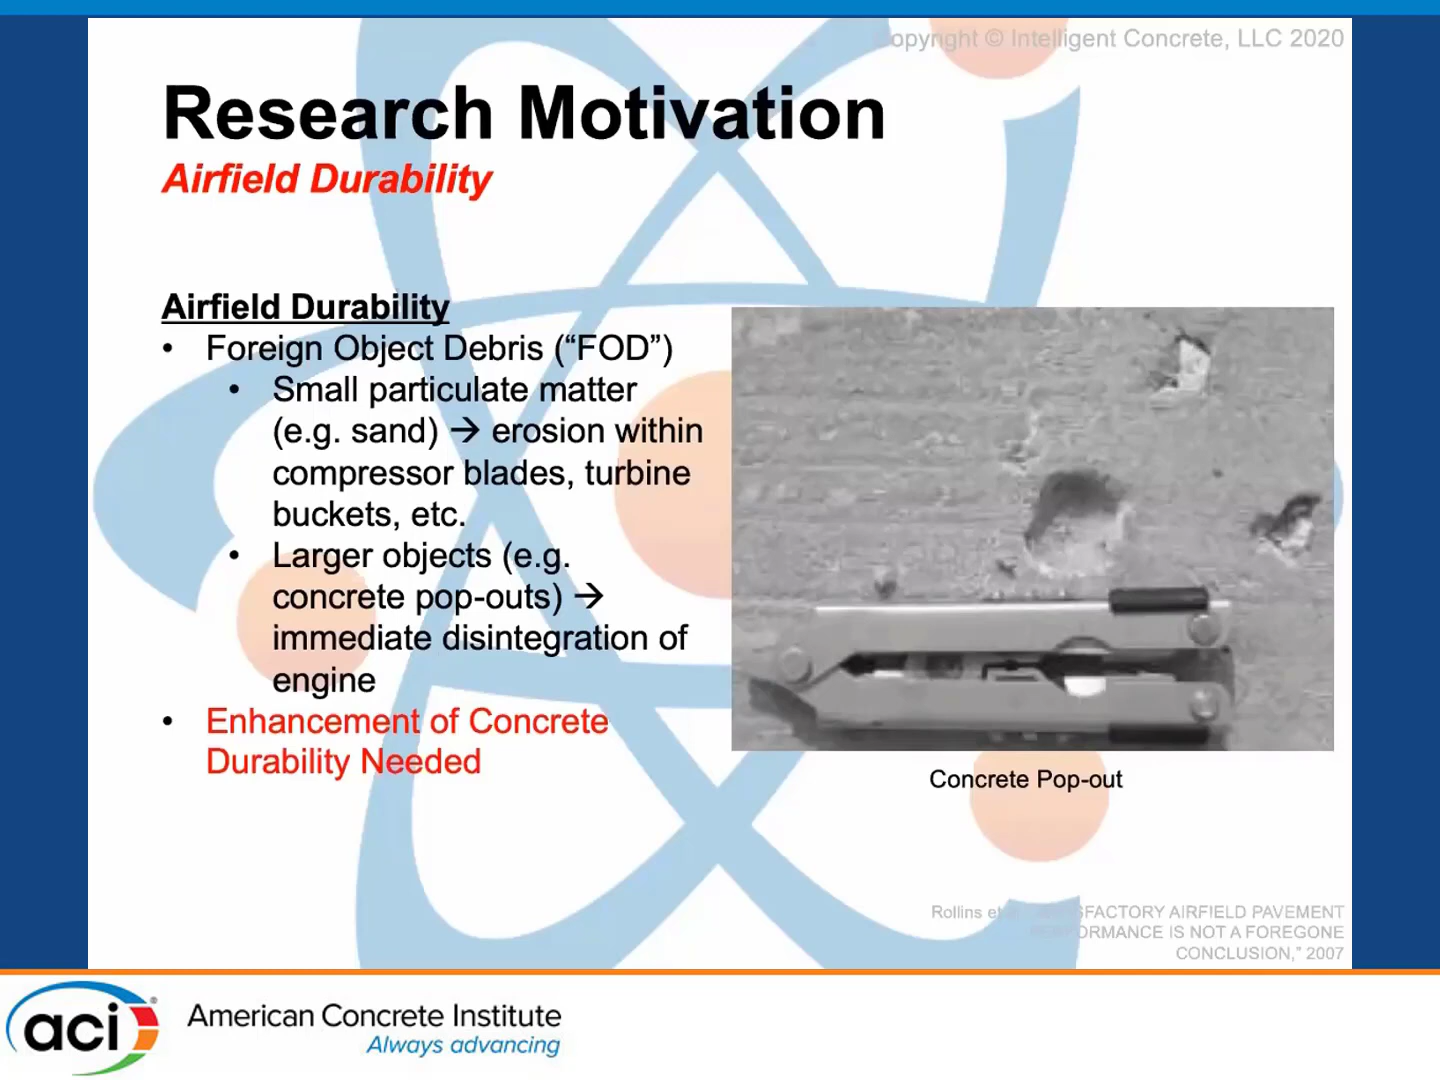 Copyright © Intelligent Concrete, LLC 2020
Research Motivation
Airfield Durability
Airfield Durability
• Foreign Object Debris (“FOD”)
• Small particulate matter
(e.g. sand) → erosion within
compressor blades, turbine
buckets, etc.
• Larger objects (e.g.
concrete pop-outs) →
immediate disintegration of
engine
• Enhancement of Concrete
Durability Needed
Concrete Pop-out
Rollins AIRFIELD PAVEMENT
IS NOT A FOREGONE
CONCLUSION,” 2007
aci®
American Concrete Institute
Always advancing